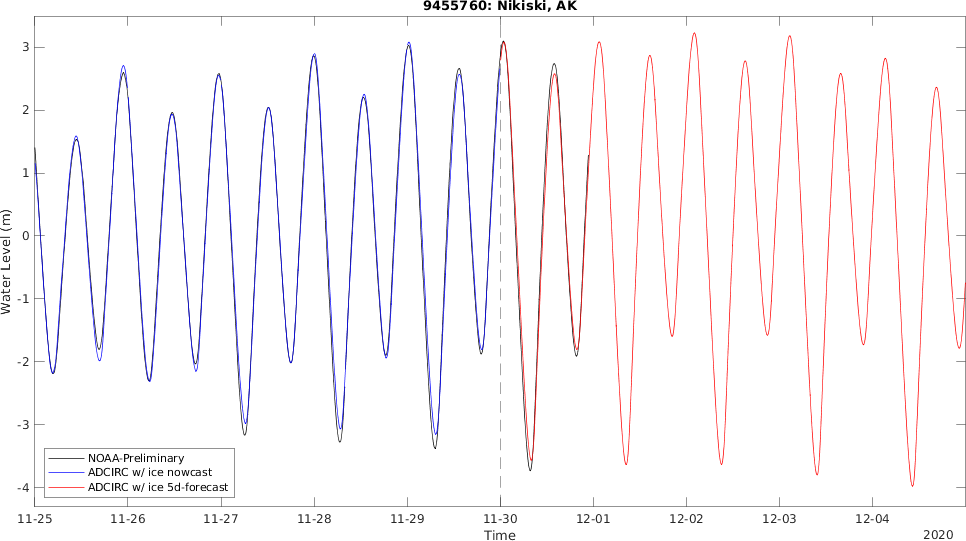 9455760: Nikiski, AK
Water Level (m)
3
2
1
0
-1
-2
-3
-4
NOAA-Preliminary
ADCIRC w/ ice nowcast
ADCIRC w/ ice 5d-forecast
11-25 11-26 11-27 11-28 11-29 11-30 12-01 12-02 12-03 12-04
Time
2020